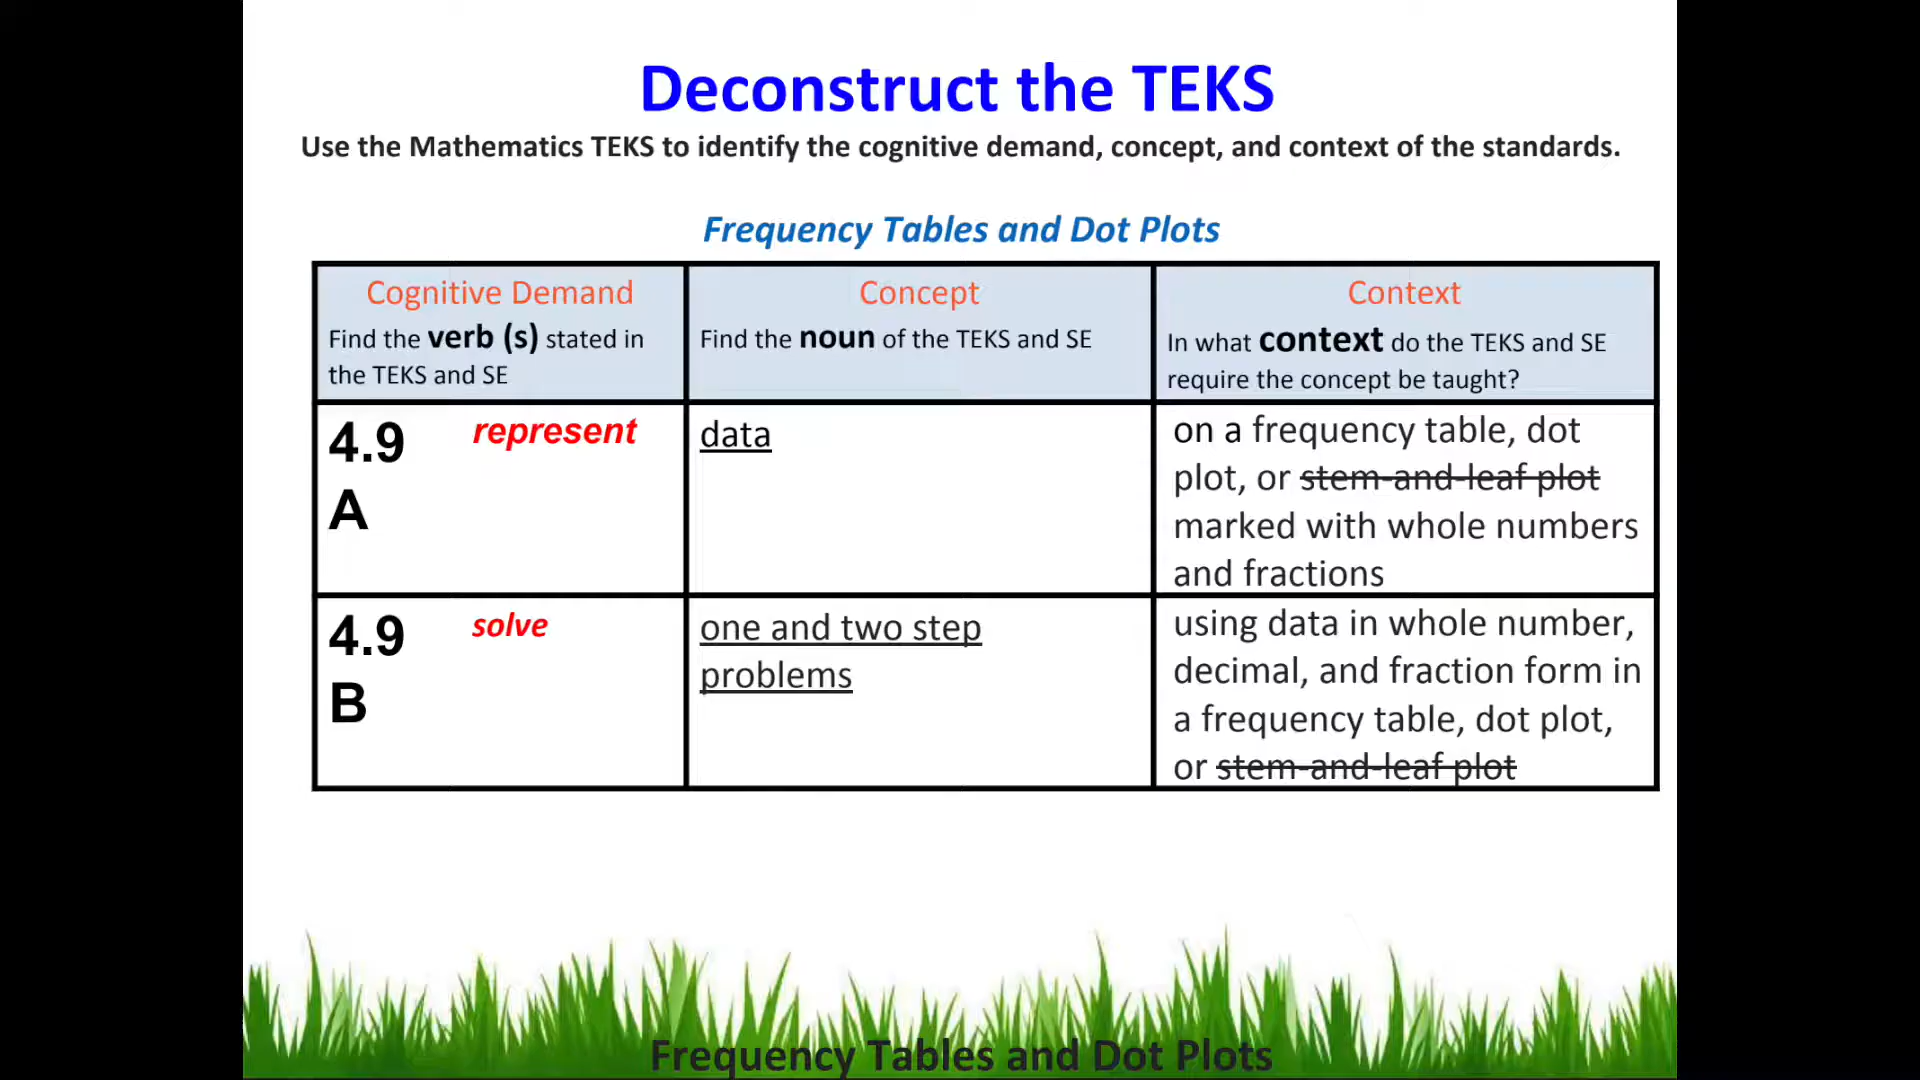 Deconstruct the TEKS
Use the Mathematics TEKS to identify the cognitive demand, concept, and context of the standards.
Frequency Tables and Dot Plots
Cognitive Demand
Find the verb (s) stated in
the TEKS and SE
Concept
Find the noun of the TEKS and SE
Context
In what context do the TEKS and SE
require the concept be taught?
4.9 represent
A
data
on a frequency table, dot
plot, or stem-and-leaf plot
marked with whole numbers
and fractions
4.9 solve
B
one and two step
problems
using data in whole number,
decimal, and fraction form in
a frequency table, dot plot,
or stem-and-leaf plot
Frequency Tables and Dot Plots